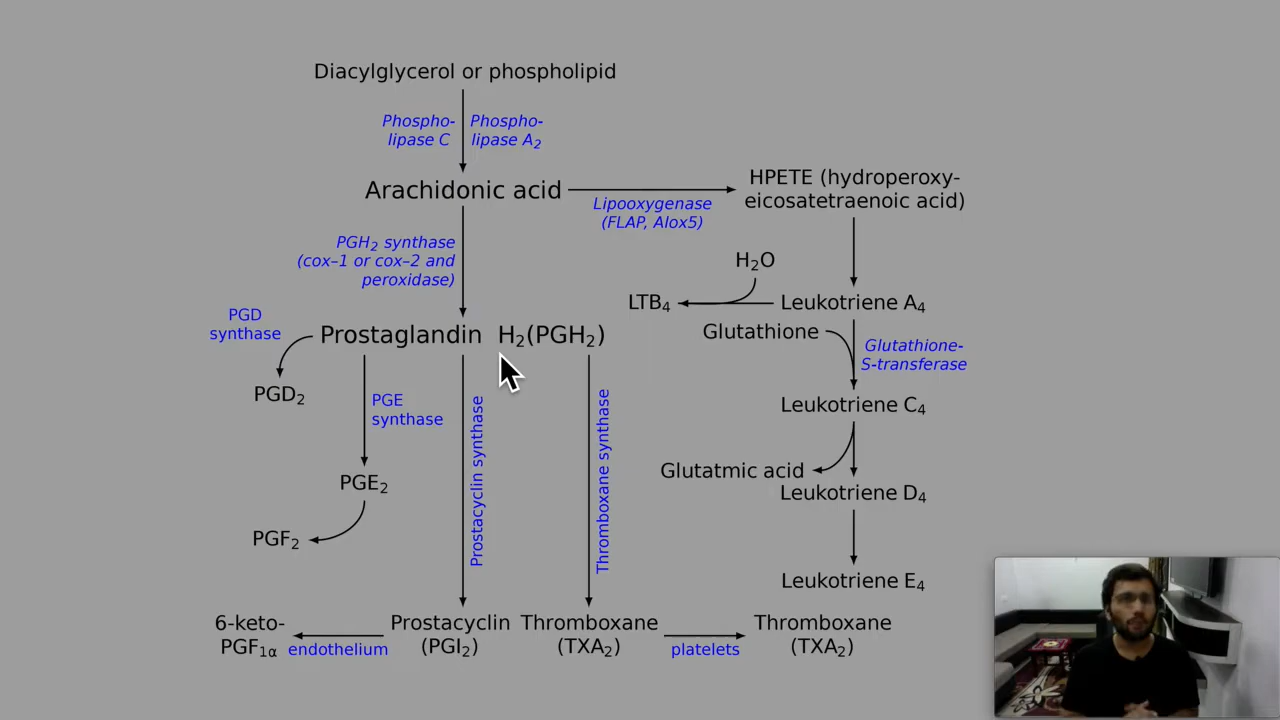 Diacylglycerol or phospholipid
Phospho-
lipase C
Phospho-
lipase A₂
Arachidonic acid
Lipooxygenase
(FLAP, Alox5)
HPETE (hydroperoxy-
eicosatetraenoic acid)
PGH₂ synthase
(cox–1 or cox–2 and
peroxidase)
H₂O
LTB₄
Leukotriene A₄
PGD
synthase
Prostaglandin H₂(PGH₂)
Glutathione
Glutathione-
S-transferase
PGD₂
PGE
synthase
Prostacyclin synthase
Thromboxane synthase
Leukotriene C₄
Glutatmic acid
PGE₂
Leukotriene D₄
PGF₂
Leukotriene E₄
6-keto-
PGF₁α
endothelium
Prostacyclin
(PGI₂)
Thromboxane
(TXA₂)
platelets
Thromboxane
(TXA₂)